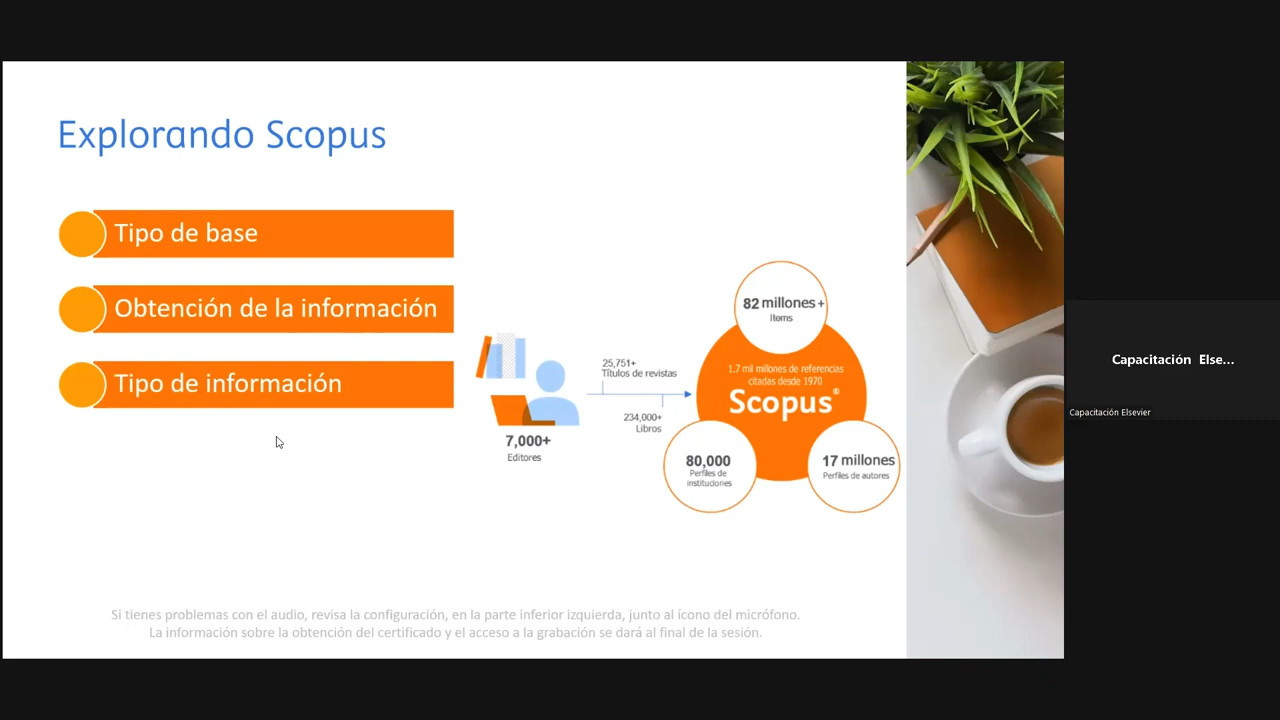 Explorando Scopus
Tipo de base
Obtención de la información
Tipo de información
7,000+
Editores
25,751+
Títulos de revistas
234,000+
Libros
82 millones+
Items
1.7 mil millones de referencias
citadas desde 1970
Scopus®
80,000
Perfiles de
instituciones
17 millones
Perfiles de autores
Si tienes problemas con el audio, revisa la configuración, en la parte inferior izquierda, junto al ícono del micrófono.
La información sobre la obtención del certificado y el acceso a la grabación se dará al final de la sesión.
Capacitación Else...
Capacitación Elsevier